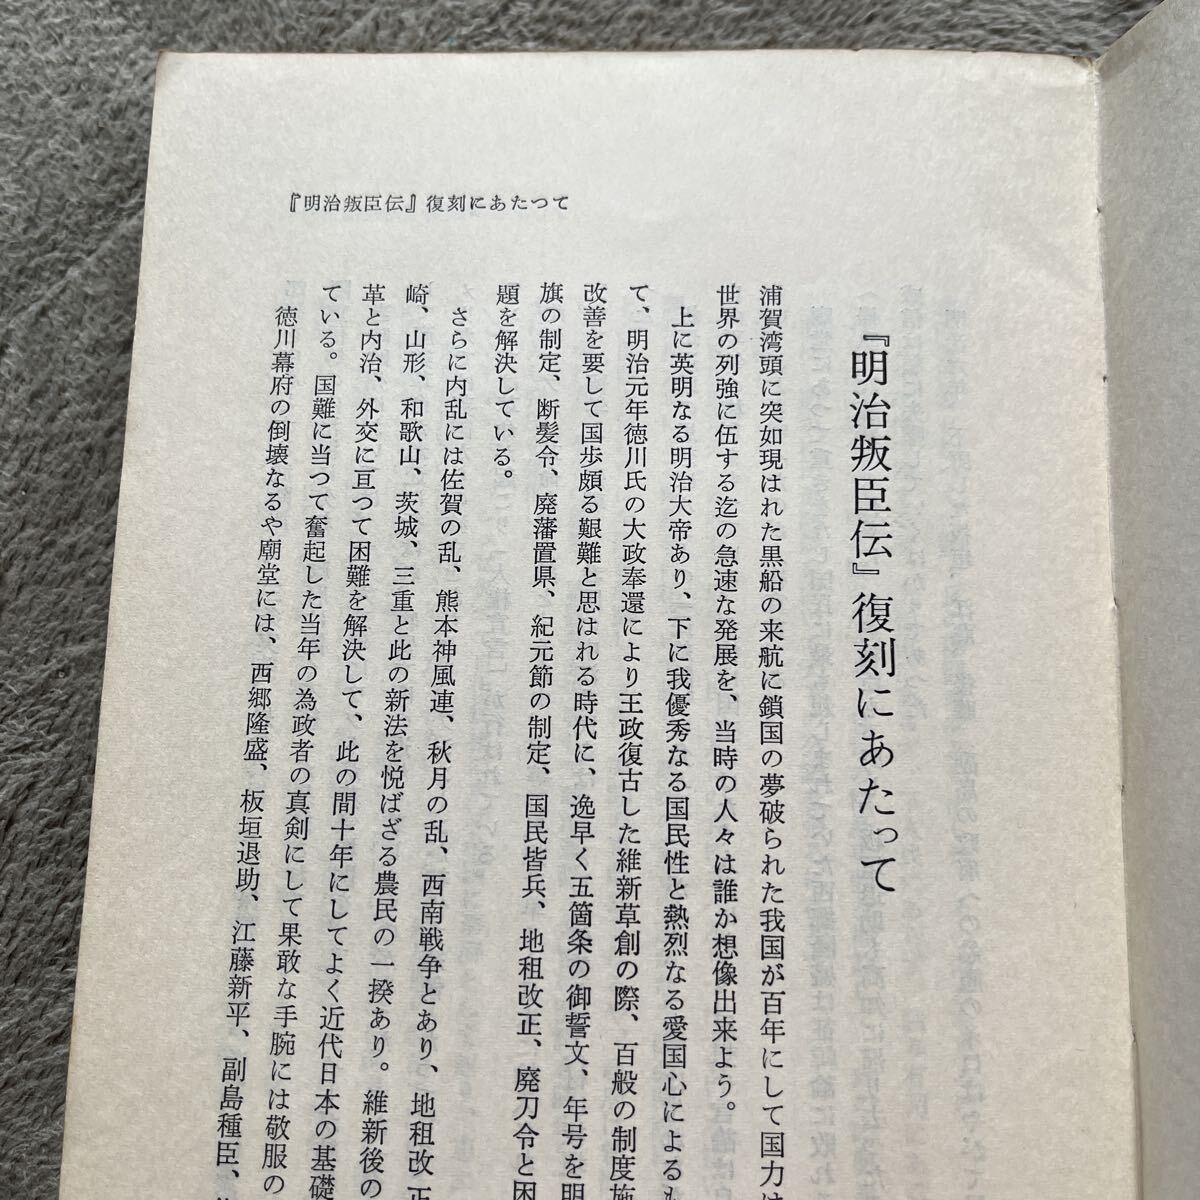 『明治叛臣伝』復刻にあたつて
『明治叛臣伝』復刻にあたって
浦賀湾頭に突如現はれた黒船の来航に鎖国の夢破られた我国が百年にして国力は
世界の列強に伍する迄の急速な発展を、当時の人々は誰か想像出来よう。
上に英明なる明治大帝あり、下に我優秀なる国民性と熱烈なる愛国心によるも
て、明治元年徳川氏の大政奉還により王政復古した維新草創の際、百般の制度施
改善を要して国歩頗る艱難と思はれる時代に、逸早く五箇条の御誓文、年号を明
旗の制定、断髪令、廃藩置県、紀元節の制定、国民皆兵、地租改正、廃刀令と困
題を解決している。
さらに内乱には佐賀の乱、熊本神風連、秋月の乱、西南戦争とあり、地租改正
崎、山形、和歌山、茨城、三重と此の新法を悦ばざる農民の一揆あり。維新後の
革と内治、外交に亘つて困難を解決して、此の間十年にしてよく近代日本の基礎
ている。国難に当つて奮起した当年の為政者の真剣にして果敢な手腕には敬服の
徳川幕府の倒壊なるや廟堂には、西郷隆盛、板垣退助、江藤新平、副島種臣、